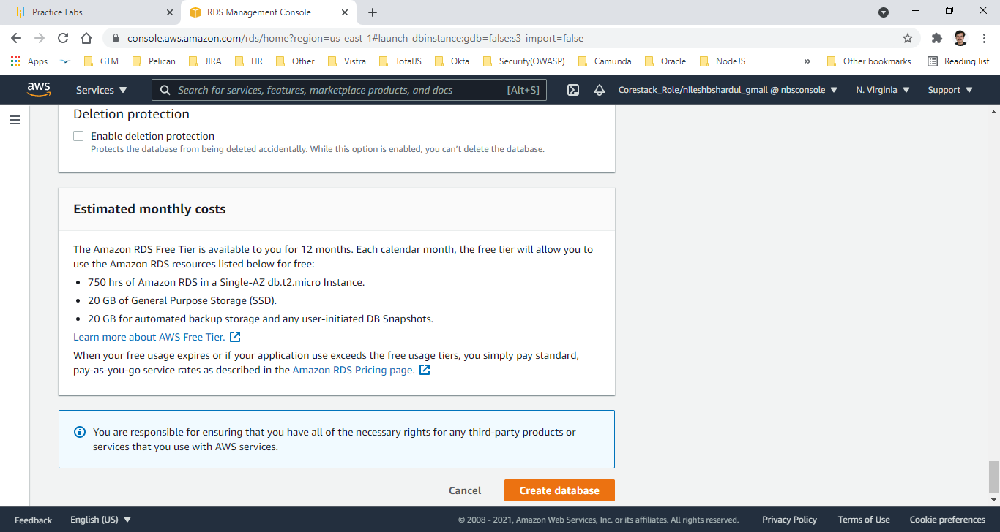 Practice Labs
RDS Management Console
console.aws.amazon.com/rds/home?region=us-east-1#launch-dbinstance:gdb=false;s3-import=false
Apps GTM Pelican JIRA HR Other Vistra TotalJS Okta Security(OWASP) Camunda Oracle NodeJS » Other bookmarks Reading list
aws Services ▼ Search for services, features, marketplace products, and docs [Alt+S] Corestack_Role/nileshbshardul_gmail @ nbsconsole ▼ N. Virginia ▼ Support ▼
Deletion protection
Enable deletion protection
Protects the database from being deleted accidentally. While this option is enabled, you can't delete the database.
Estimated monthly costs
The Amazon RDS Free Tier is available to you for 12 months. Each calendar month, the free tier will allow you to
use the Amazon RDS resources listed below for free:
• 750 hrs of Amazon RDS in a Single-AZ db.t2.micro Instance.
• 20 GB of General Purpose Storage (SSD).
• 20 GB for automated backup storage and any user-initiated DB Snapshots.
Learn more about AWS Free Tier.
When your free usage expires or if your application use exceeds the free usage tiers, you simply pay standard,
pay-as-you-go service rates as described in the Amazon RDS Pricing page.
You are responsible for ensuring that you have all of the necessary rights for any third-party products or
services that you use with AWS services.
Cancel Create database
Feedback English (US) ▼ © 2008 - 2021, Amazon Web Services, Inc. or its affiliates. All rights reserved. Privacy Policy Terms of Use Cookie preferences